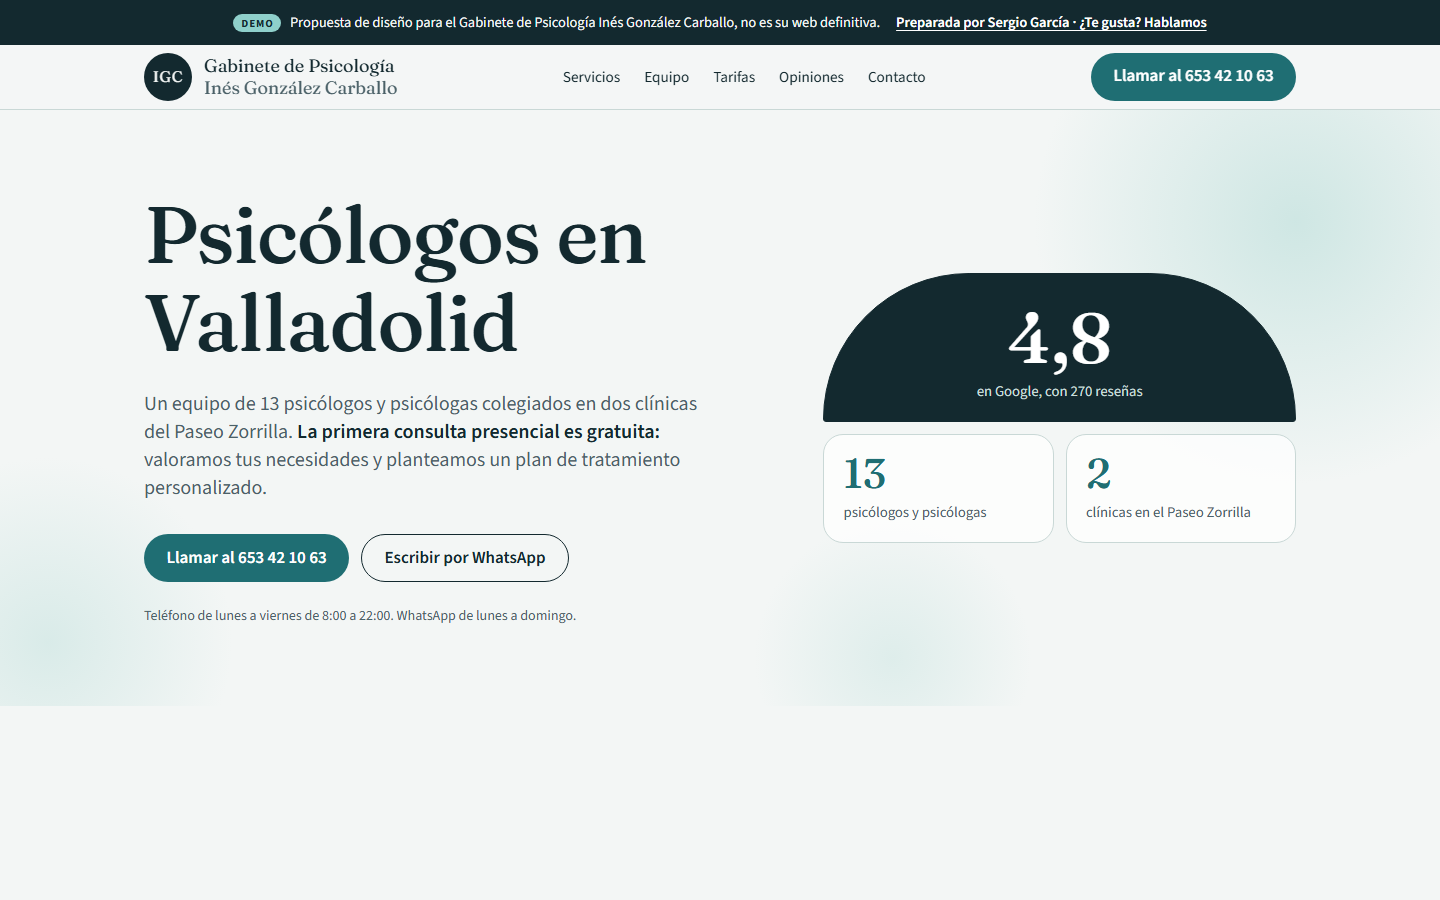 DEMO Propuesta de diseño para el Gabinete de Psicología Inés González Carballo, no es su web definitiva. Preparada por Sergio García · ¿Te gusta? Hablamos
IGC
Gabinete de Psicología
Inés González Carballo
Servicios Equipo Tarifas Opiniones Contacto
Llamar al 653 42 10 63
Psicólogos en
Valladolid
Un equipo de 13 psicólogos y psicólogas colegiados en dos clínicas
del Paseo Zorrilla. La primera consulta presencial es gratuita:
valoramos tus necesidades y planteamos un plan de tratamiento
personalizado.
Llamar al 653 42 10 63
Escribir por WhatsApp
Teléfono de lunes a viernes de 8:00 a 22:00. WhatsApp de lunes a domingo.
4,8
en Google, con 270 reseñas
13
psicólogos y psicólogas
2
clínicas en el Paseo Zorrilla